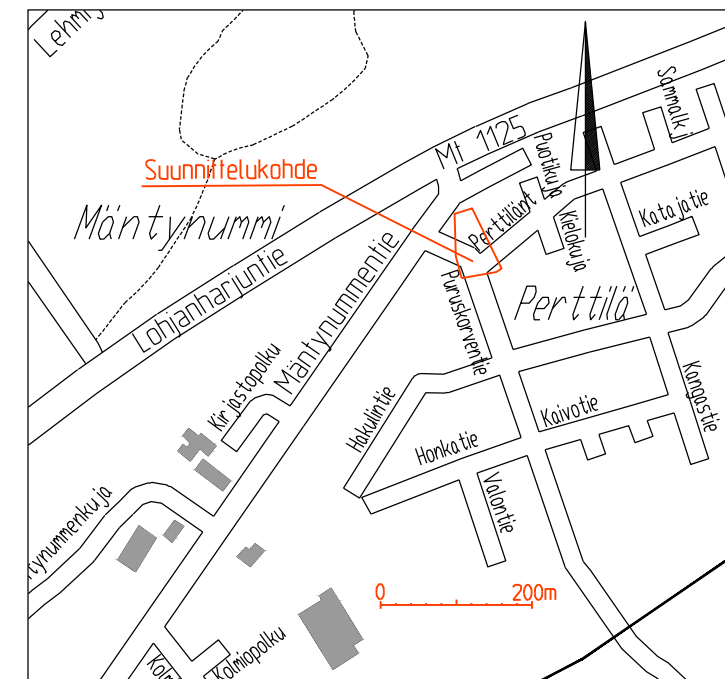 Sammalk
Mt 1125
Puotikuja
Suunnittelukohde
Mäntynummi
Perttilänt
Katajatie
Kielokuja
Lohjanharjuntie
Mäntynummentie
Puruskorventie
Perttilä
Kirjastopolku
Hakulintie
Kaivotie
Kangastie
Honkatie
Valontie
tynummenkuja
0 200m
Kolmiopolku